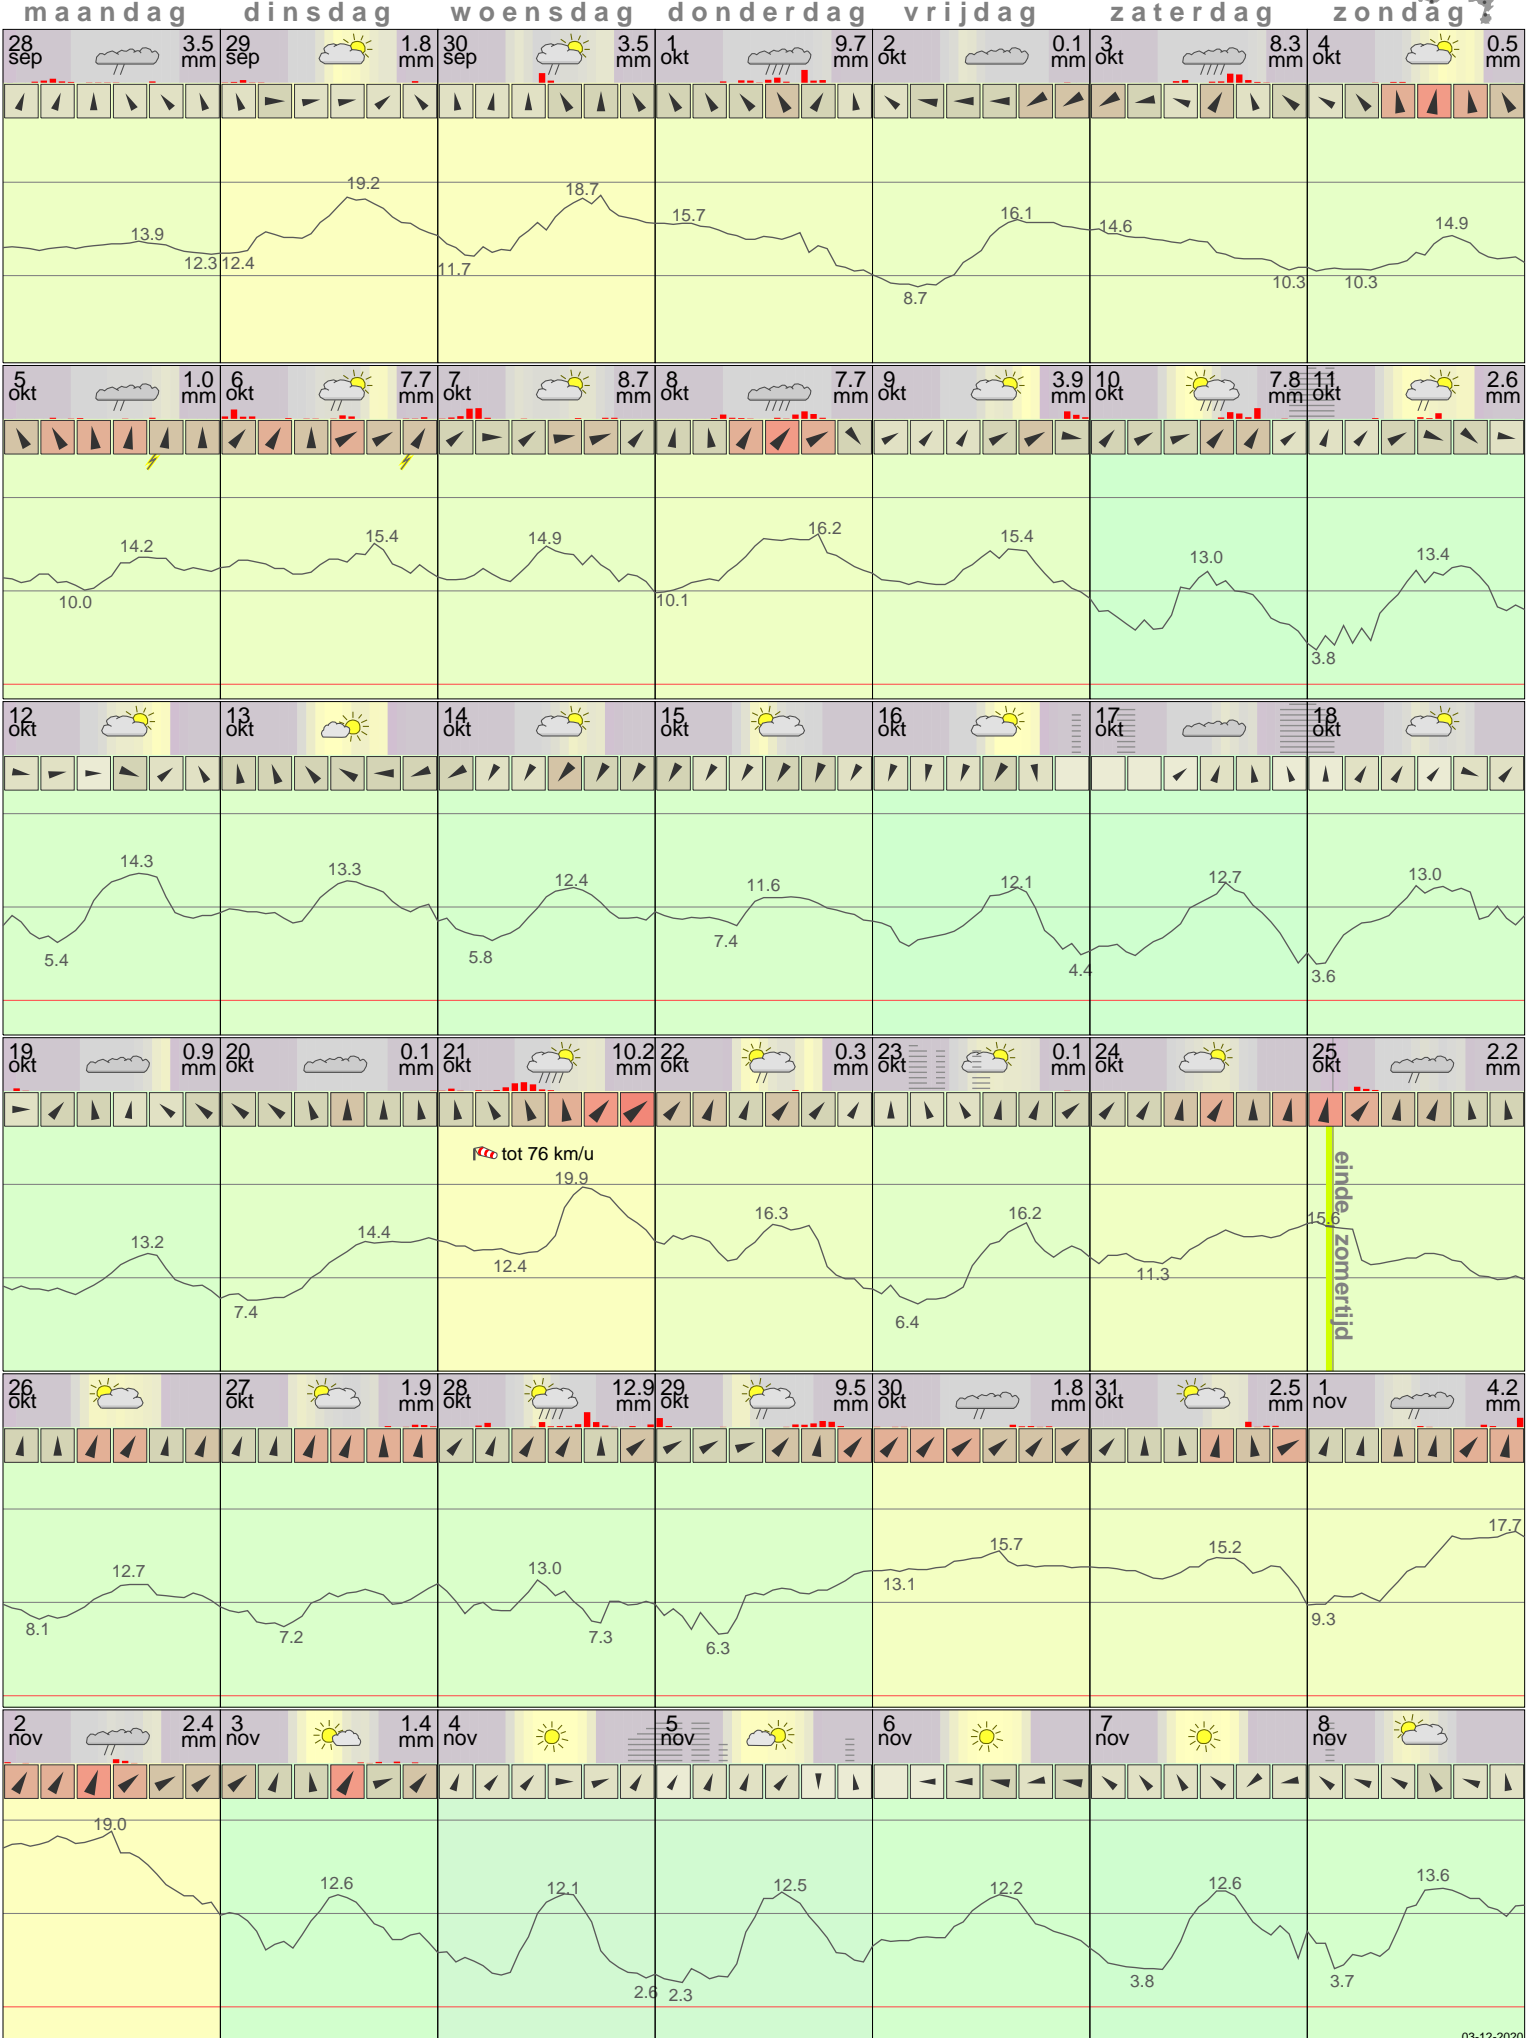 maandag dinsdag woensdag donderdag vrijdag zaterdag zondag
28 sep 3.5 mm 29 sep 1.8 mm 30 sep 3.5 mm 1 okt 9.7 mm 2 okt 0.1 mm 3 okt 8.3 mm 4 okt 0.5 mm
13.9 12.3 12.4 19.2 11.7 18.7 15.7 8.7 16.1 14.6 10.3 10.3 14.9
5 okt 1.0 mm 6 okt 7.7 mm 7 okt 8.7 mm 8 okt 7.7 mm 9 okt 3.9 mm 10 okt 7.8 mm 11 okt 2.6 mm
10.0 14.2 15.4 14.9 10.1 16.2 15.4 13.0 3.8 13.4
12 okt 13 okt 14 okt 15 okt 16 okt 17 okt 18 okt
5.4 14.3 13.3 5.8 12.4 7.4 11.6 12.1 4.4 12.7 3.6 13.0
19 okt 0.9 mm 20 okt 0.1 mm 21 okt 10.2 mm 22 okt 0.3 mm 23 okt 0.1 mm 24 okt 25 okt 2.2 mm
tot 76 km/u
13.2 7.4 14.4 12.4 19.9 16.3 6.4 16.2 11.3 15.6
einde zomertijd
26 okt 27 okt 1.9 mm 28 okt 12.9 mm 29 okt 9.5 mm 30 okt 1.8 mm 31 okt 2.5 mm 1 nov 4.2 mm
8.1 12.7 7.2 13.0 7.3 6.3 13.1 15.7 15.2 9.3 17.7
2 nov 2.4 mm 3 nov 1.4 mm 4 nov 5 nov 6 nov 7 nov 8 nov
19.0 12.6 12.1 2.6 2.3 12.5 12.2 3.8 12.6 3.7 13.6
03-12-2020